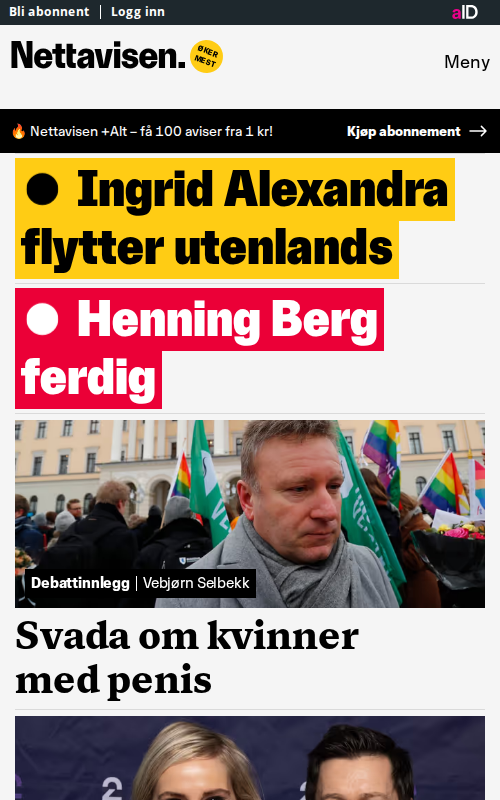 Bli abonnent | Logg inn
aID
Nettavisen.
ØKER
MEST
Meny
🔥 Nettavisen +Alt – få 100 aviser fra 1 kr!
Kjøp abonnement →
Ingrid Alexandra
flytter utenlands
Henning Berg
ferdig
Debattinnlegg | Vebjørn Selbekk
Svada om kvinner
med penis